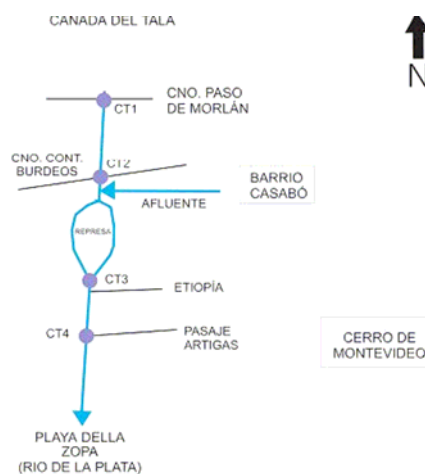 CANADA DEL TALA
N
CNO. PASO
DE MORLÁN
CT1
CNO. CONT.
BURDEOS
CT2
BARRIO
CASABÓ
AFLUENTE
REPRESA
CT3
ETIOPÍA
CT4
PASAJE
ARTIGAS
CERRO DE
MONTEVIDEO
PLAYA DELLA
ZOPA
(RIO DE LA PLATA)